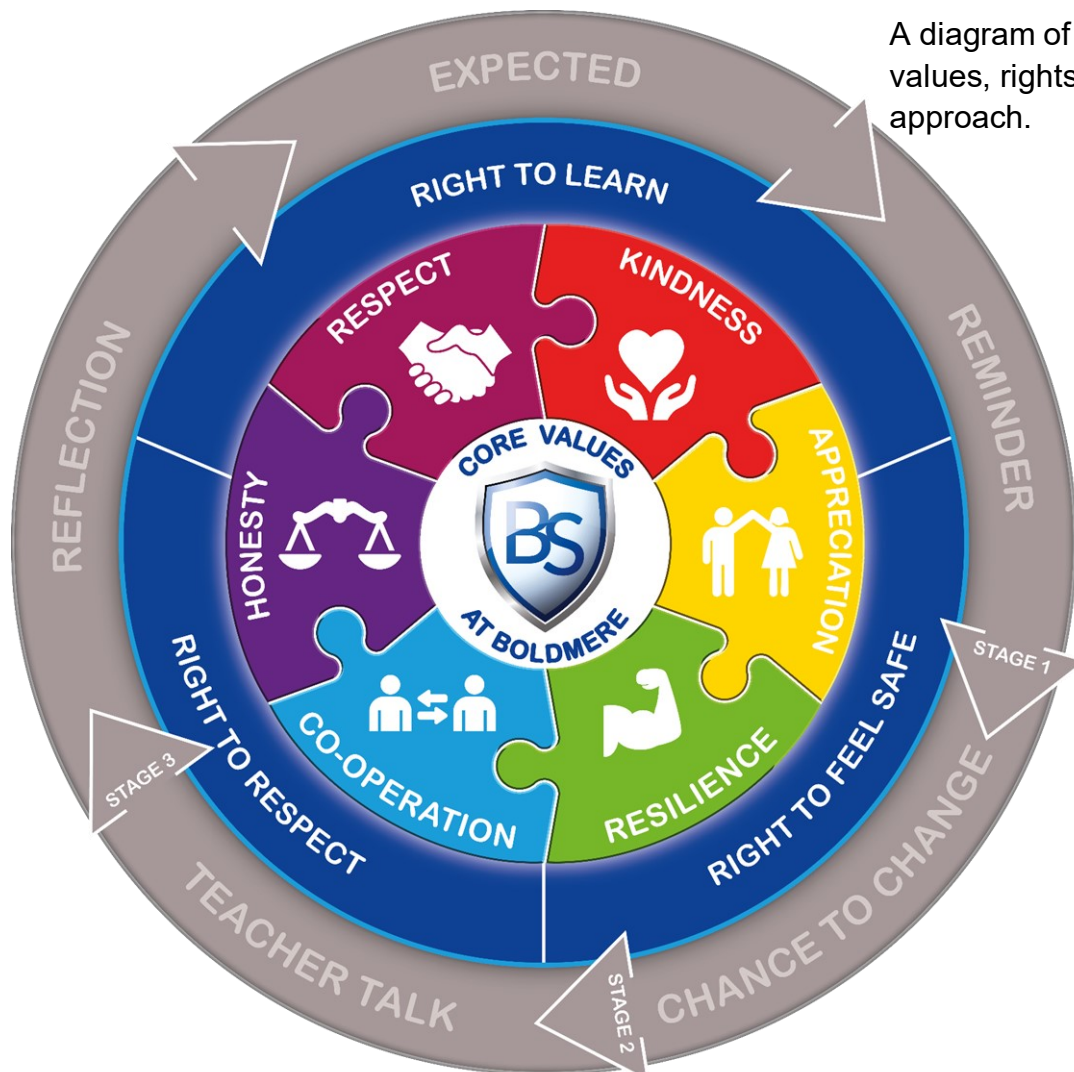 A diagram of
values, rights
approach.
EXPECTED
REMINDER
STAGE 1
CHANCE TO CHANGE
STAGE 2
TEACHER TALK
STAGE 3
REFLECTION
RIGHT TO LEARN
RIGHT TO FEEL SAFE
RIGHT TO RESPECT
RESPECT
KINDNESS
APPRECIATION
RESILIENCE
CO-OPERATION
HONESTY
CORE VALUES
BS
AT BOLDMERE